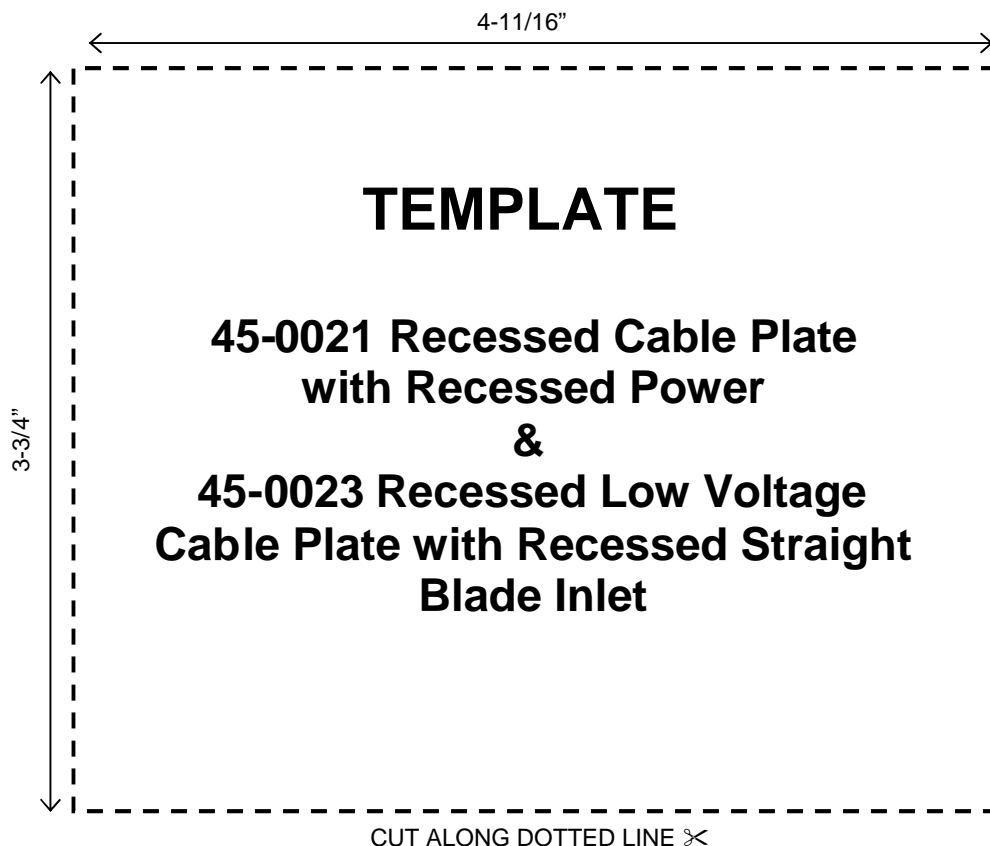 4-11/16”
TEMPLATE
45-0021 Recessed Cable Plate
with Recessed Power
&
45-0023 Recessed Low Voltage
Cable Plate with Recessed Straight
Blade Inlet
3-3/4”
CUT ALONG DOTTED LINE ✂